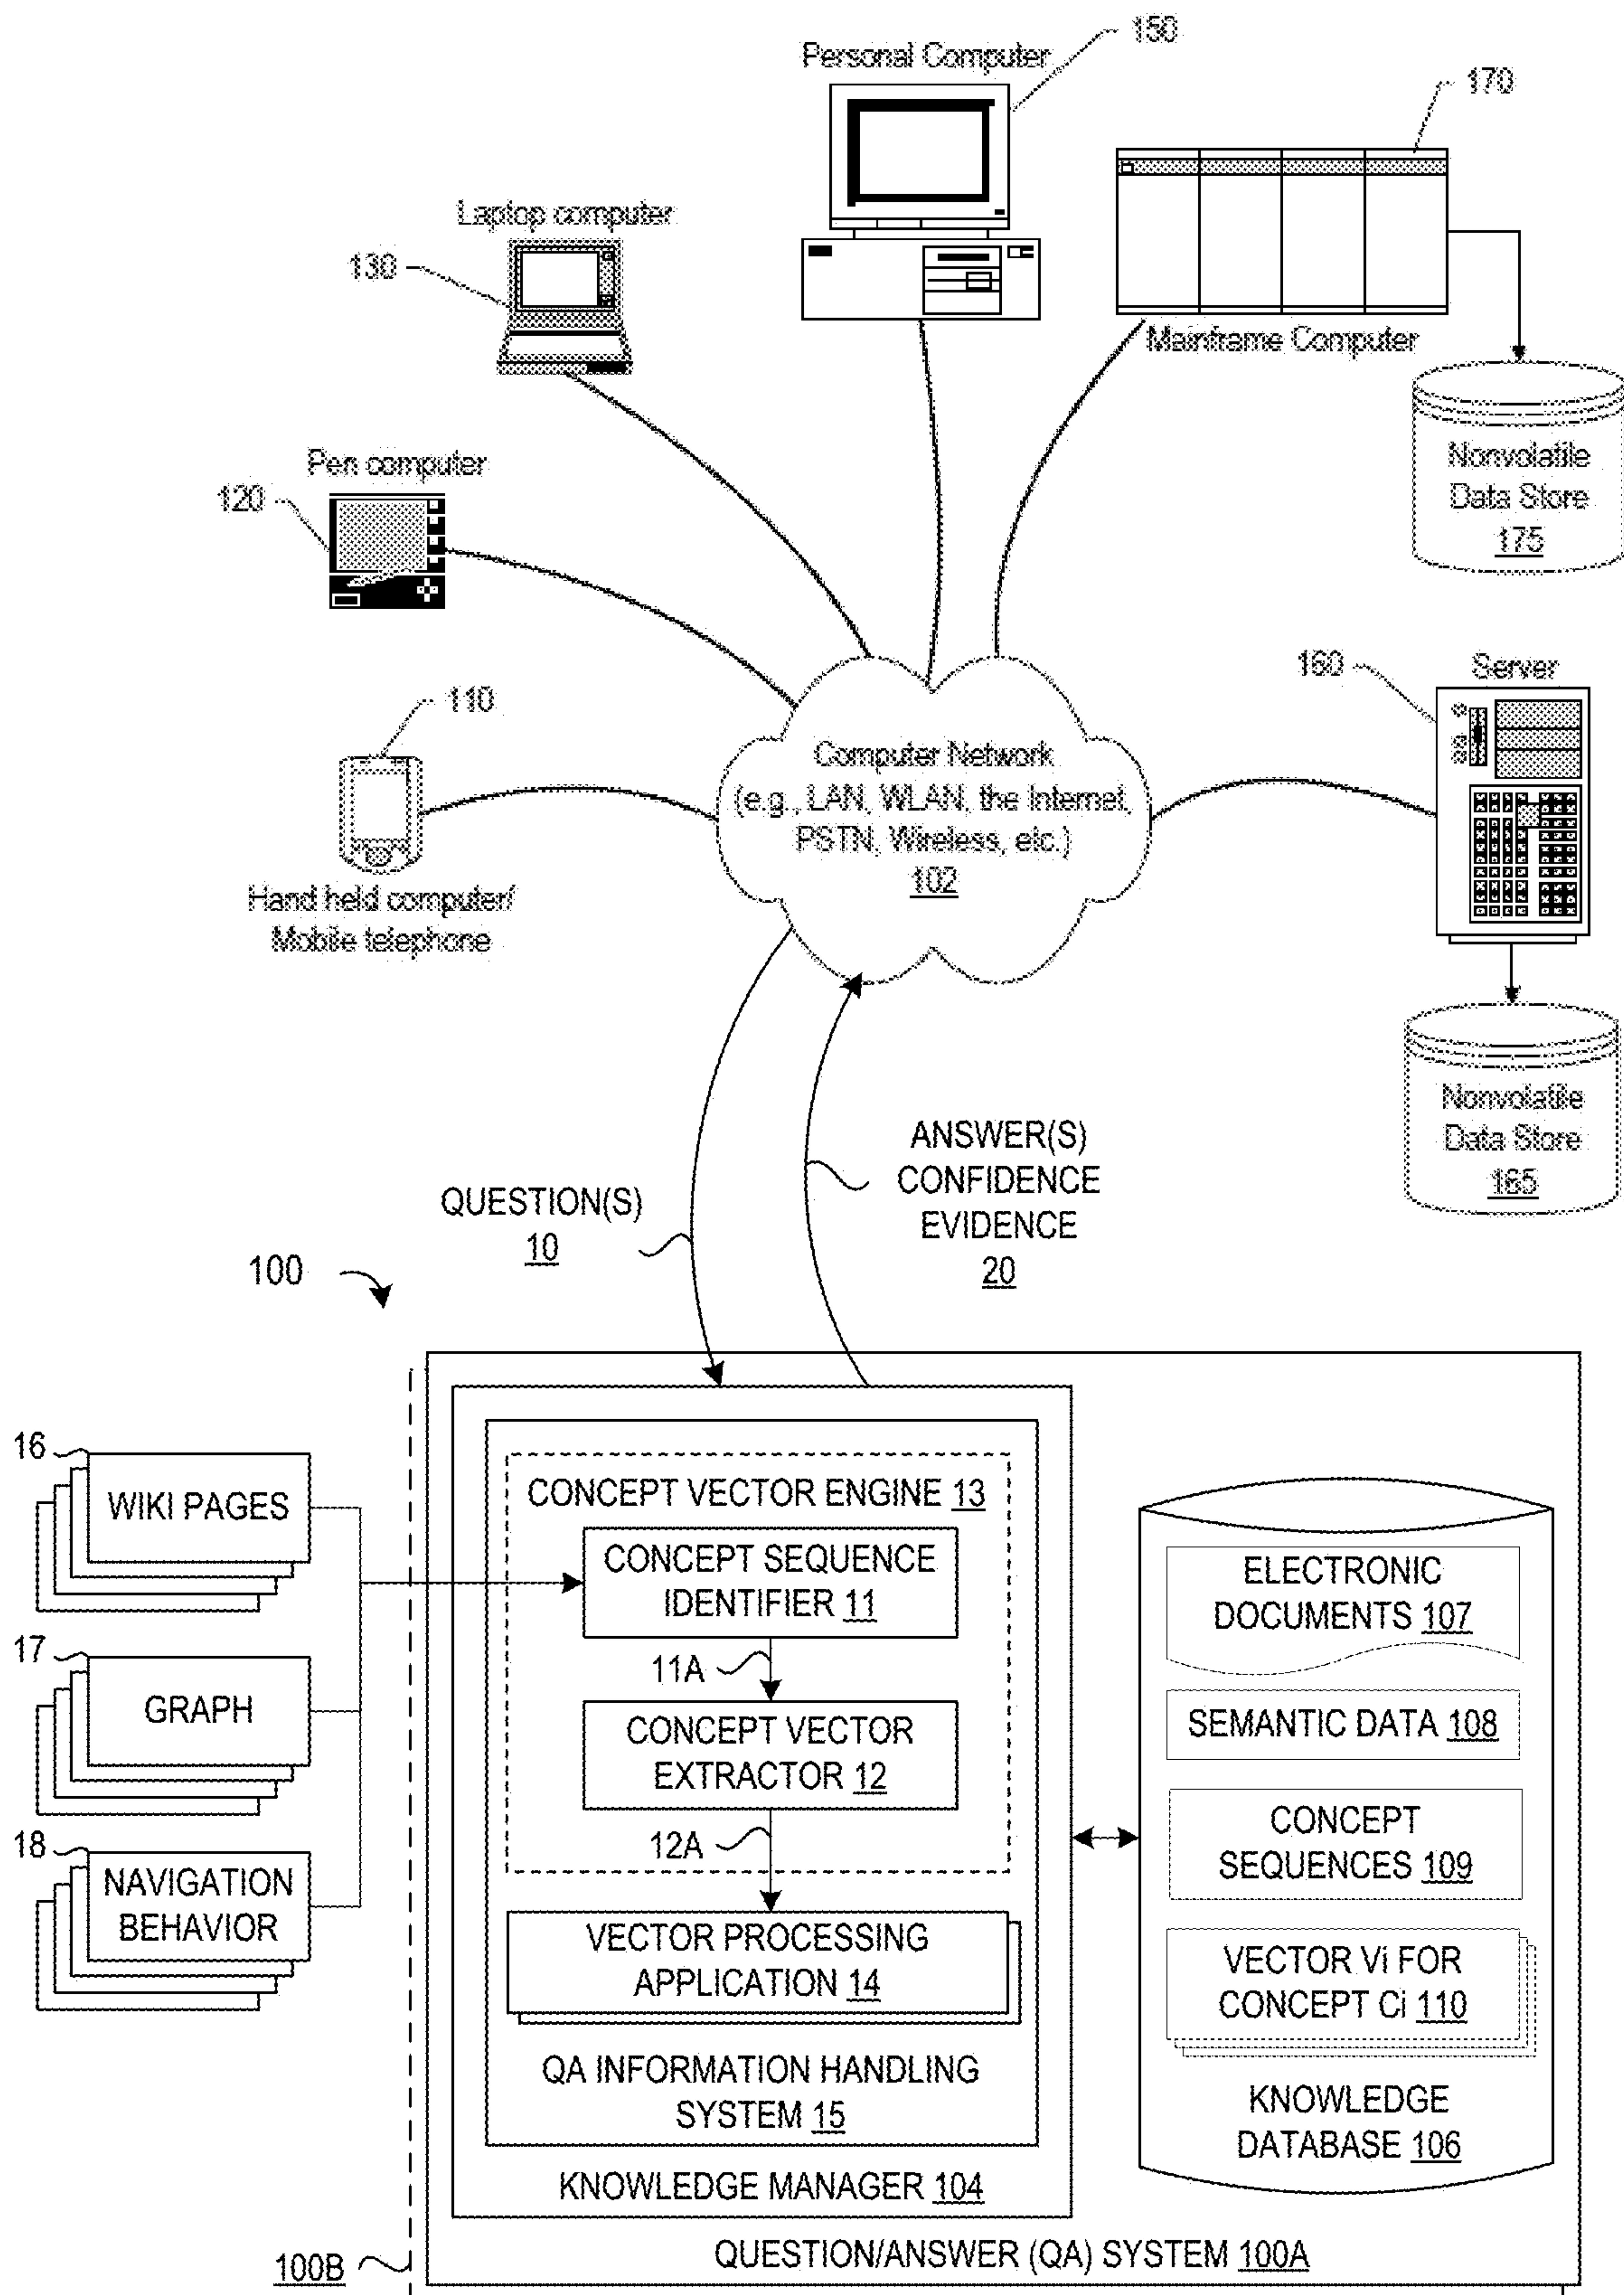 150
Personal Computer
170
Laptop computer
130
Mainframe Computer
Nonvolatile
Data Store
175
Pen computer
120
160
Server
110
Computer Network
(e.g., LAN, WLAN, the Internet,
PSTN, Wireless, etc.)
102
Hand held computer/
Mobile telephone
Nonvolatile
Data Store
165
ANSWER(S)
CONFIDENCE
EVIDENCE
20
QUESTION(S)
10
100
16
WIKI PAGES
17
GRAPH
18
NAVIGATION
BEHAVIOR
CONCEPT VECTOR ENGINE 13
CONCEPT SEQUENCE
IDENTIFIER 11
11A
CONCEPT VECTOR
EXTRACTOR 12
12A
VECTOR PROCESSING
APPLICATION 14
QA INFORMATION HANDLING
SYSTEM 15
KNOWLEDGE MANAGER 104
ELECTRONIC
DOCUMENTS 107
SEMANTIC DATA 108
CONCEPT
SEQUENCES 109
VECTOR Vi FOR
CONCEPT Ci 110
KNOWLEDGE
DATABASE 106
100B
QUESTION/ANSWER (QA) SYSTEM 100A